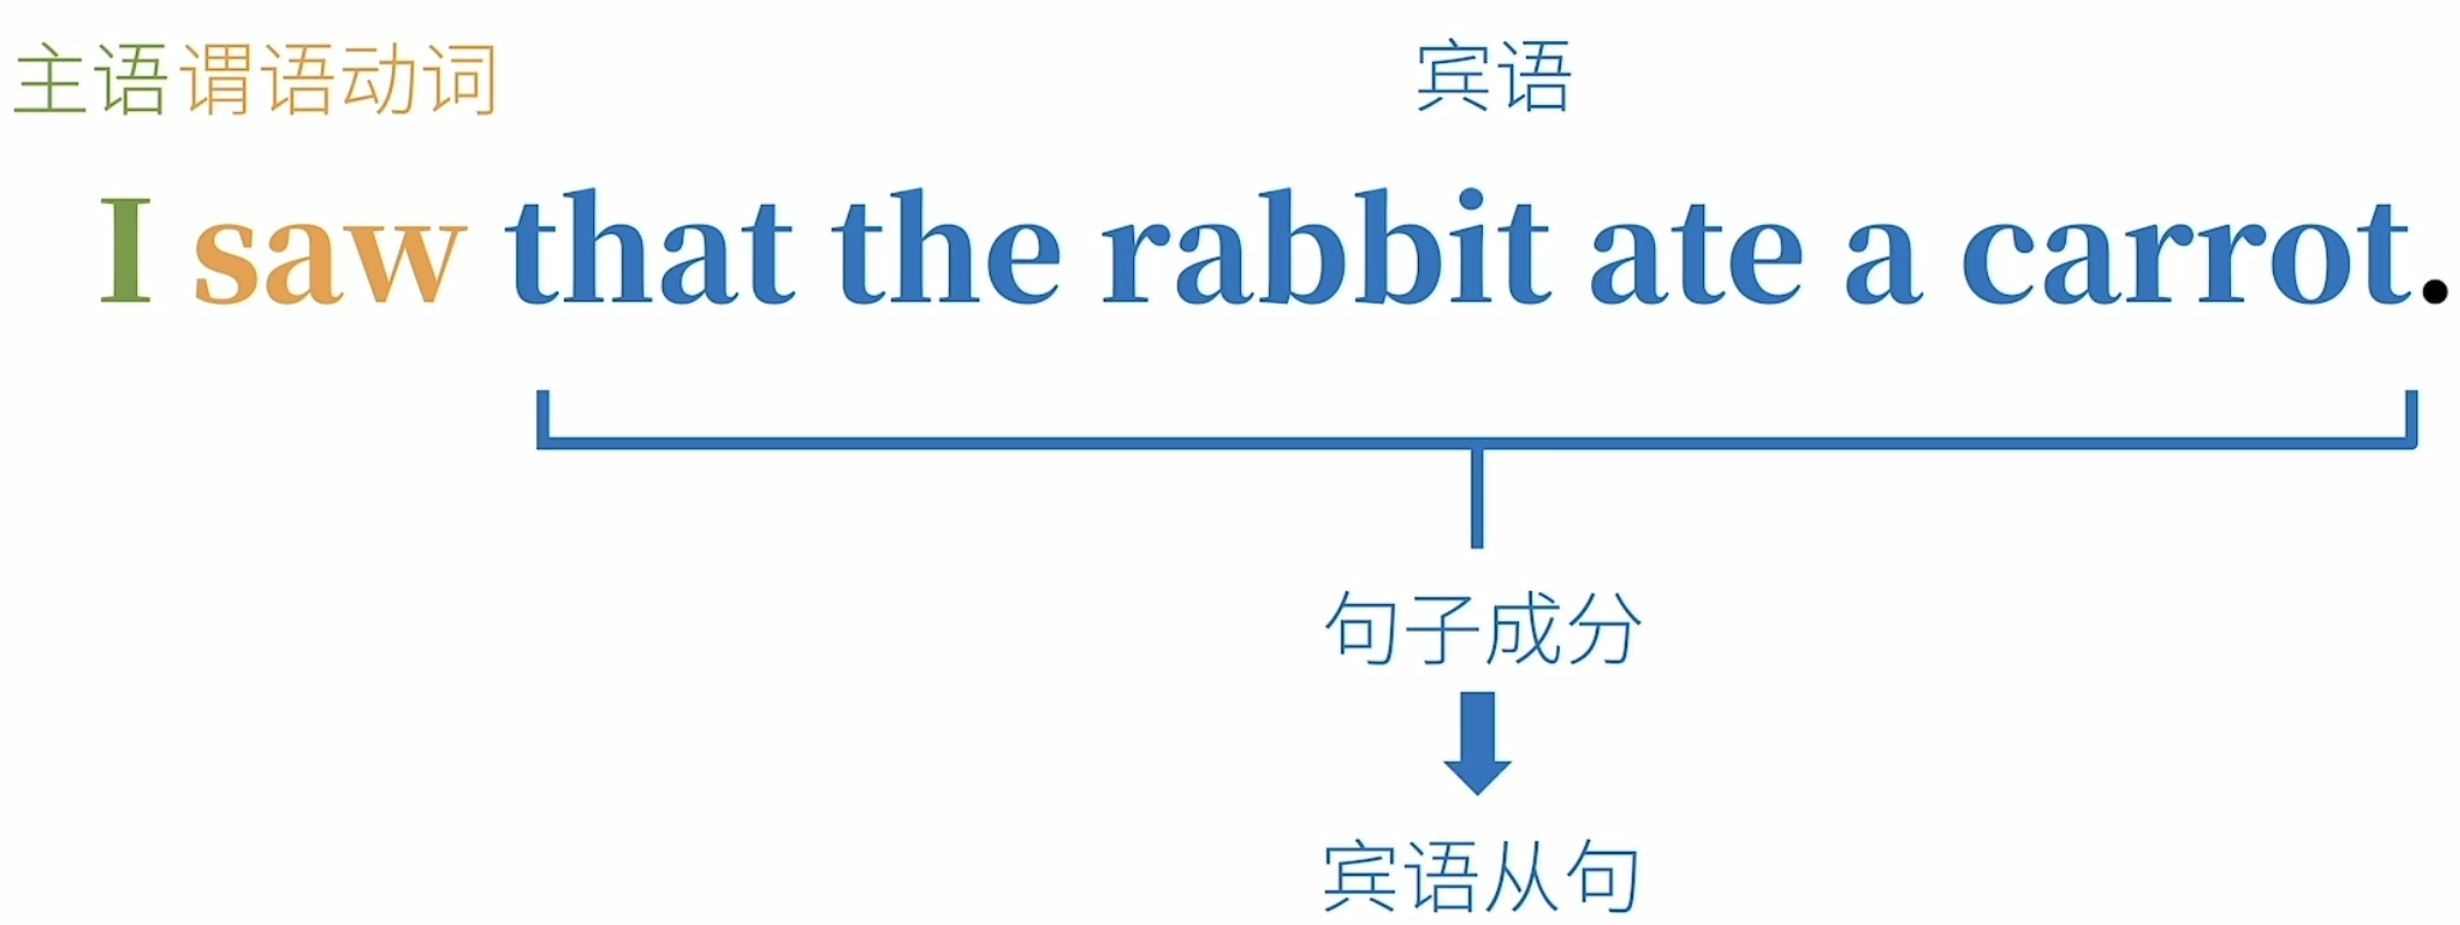 主语 谓语动词 宾语
I saw that the rabbit ate a carrot.
句子成分
宾语从句